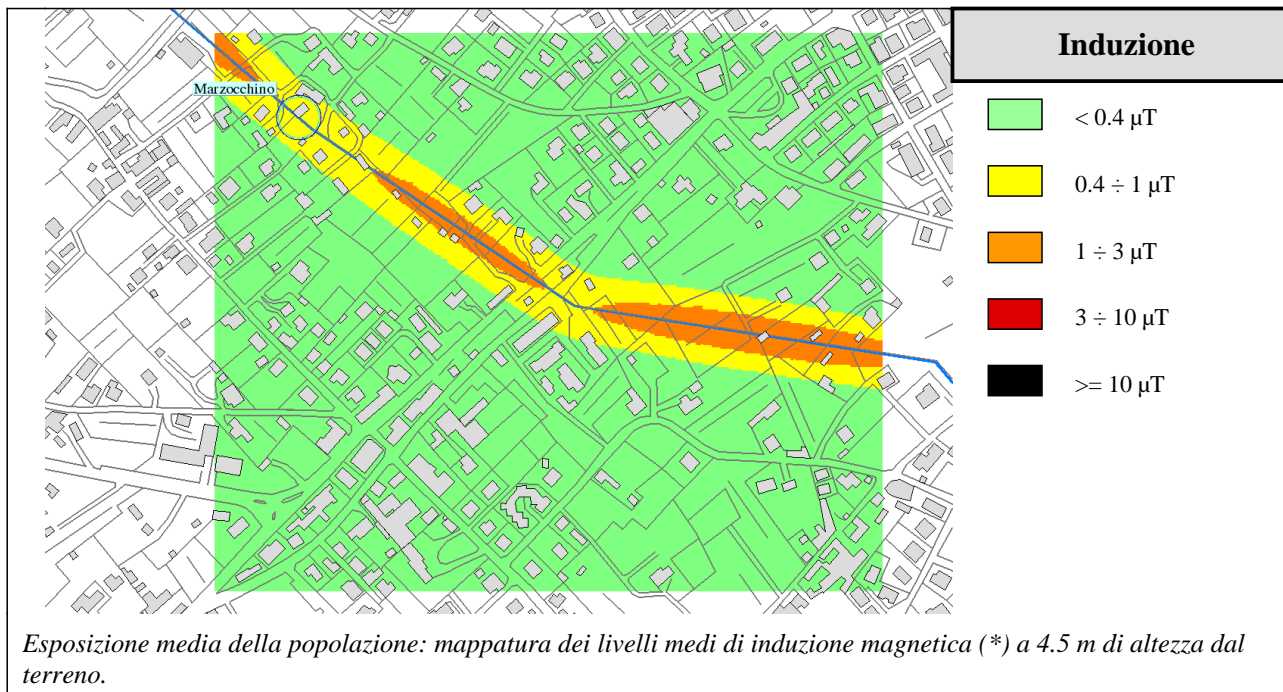 Induzione
Marzocchino
< 0.4 µT
0.4 ÷ 1 µT
1 ÷ 3 µT
3 ÷ 10 µT
>= 10 µT
Esposizione media della popolazione: mappatura dei livelli medi di induzione magnetica (*) a 4.5 m di altezza dal
terreno.